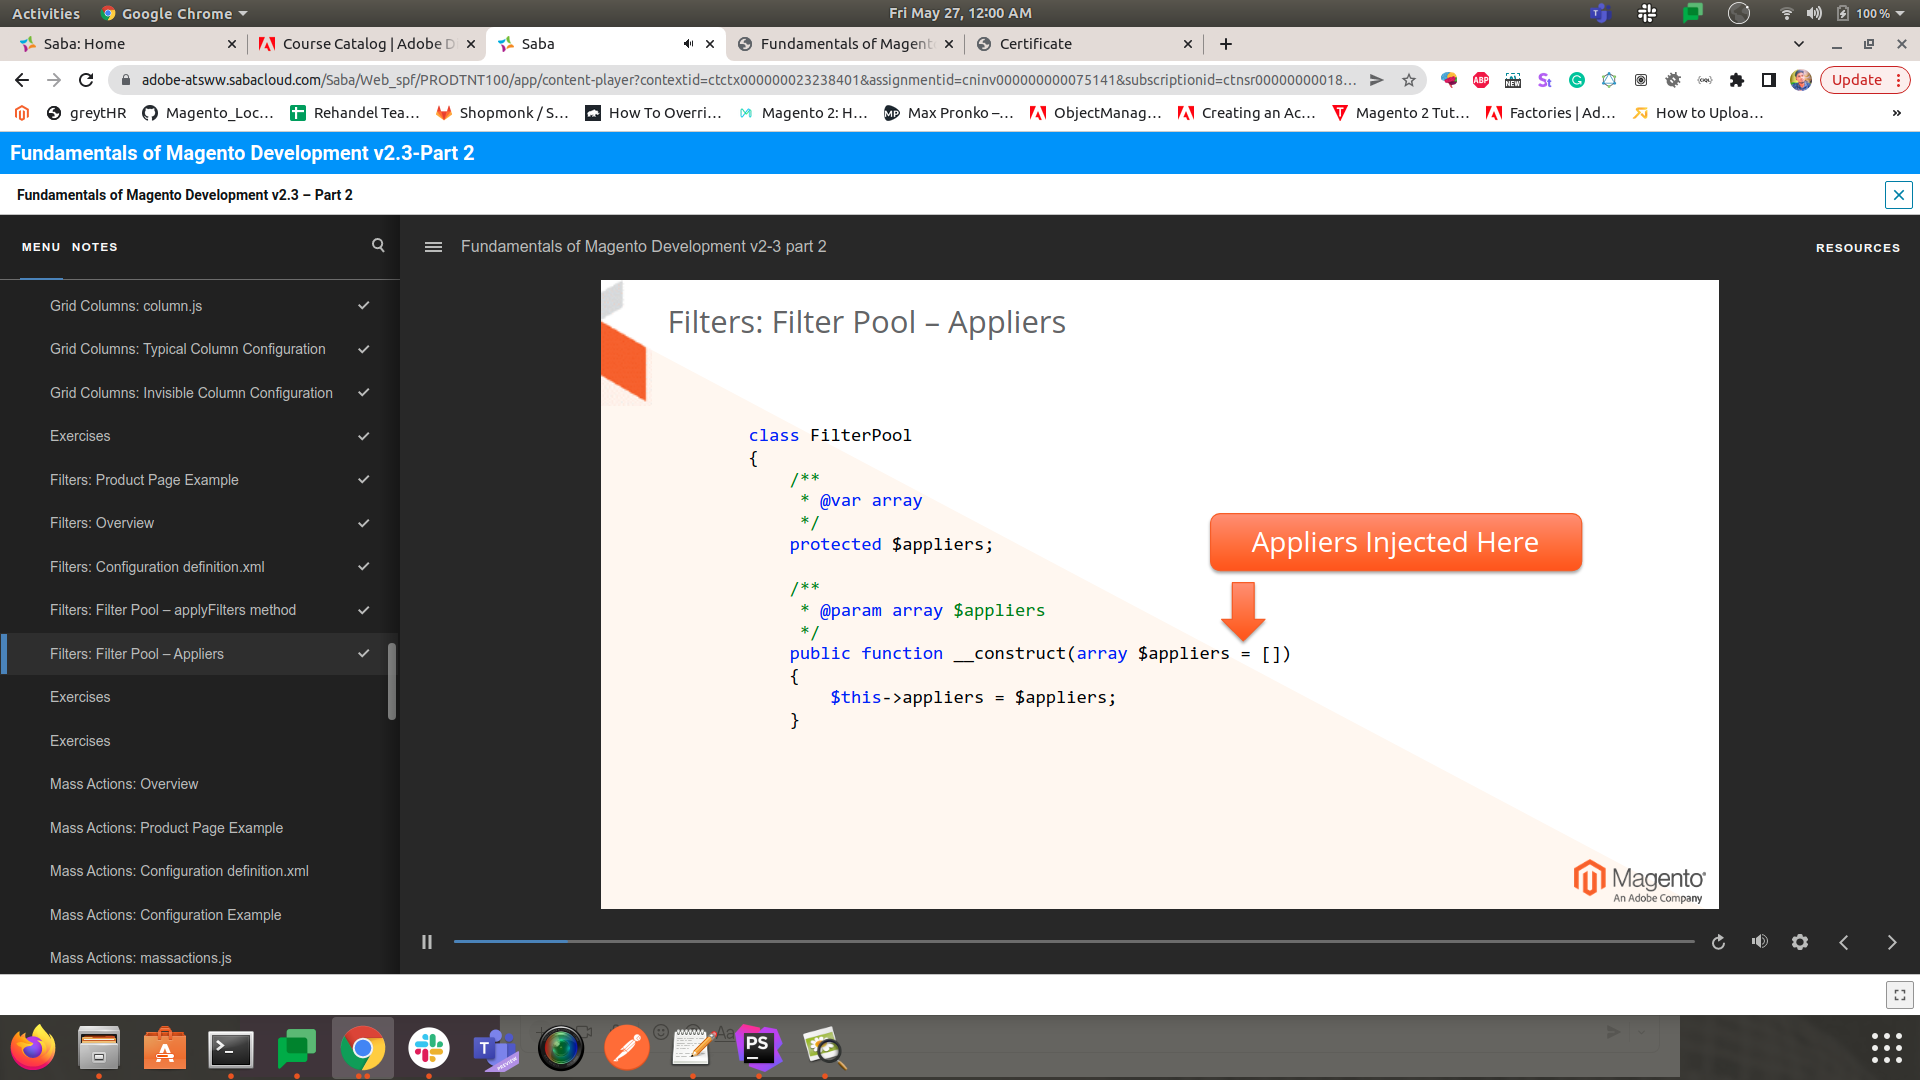 Activities
Google Chrome
Fri May 27, 12:00 AM
100 %
Saba: Home
Course Catalog | Adobe D
Saba
Fundamentals of Magent
Certificate
adobe-atsww.sabacloud.com/Saba/Web_spf/PRODTNT100/app/content-player?contextid=ctctx000000023238401&assignmentid=cninv000000000075141&subscriptionid=ctnsr00000000018...
ABP
NEW
Update
greytHR
Magento_Loc...
Rehandel Tea...
Shopmonk / S...
How To Overri...
Magento 2: H...
Max Pronko –...
ObjectManag...
Creating an Ac...
Magento 2 Tut...
Factories | Ad...
How to Uploa...
»
Fundamentals of Magento Development v2.3-Part 2
Fundamentals of Magento Development v2.3 – Part 2
MENU NOTES
Fundamentals of Magento Development v2-3 part 2
RESOURCES
Grid Columns: column.js
Grid Columns: Typical Column Configuration
Grid Columns: Invisible Column Configuration
Exercises
Filters: Product Page Example
Filters: Overview
Filters: Configuration definition.xml
Filters: Filter Pool – applyFilters method
Filters: Filter Pool – Appliers
Exercises
Exercises
Mass Actions: Overview
Mass Actions: Product Page Example
Mass Actions: Configuration definition.xml
Mass Actions: Configuration Example
Mass Actions: massactions.js
Filters: Filter Pool – Appliers
class FilterPool
{
/**
* @var array
*/
protected $appliers;
/**
* @param array $appliers
*/
public function __construct(array $appliers = [])
{
$this->appliers = $appliers;
}
Appliers Injected Here
Magento
An Adobe Company
PS